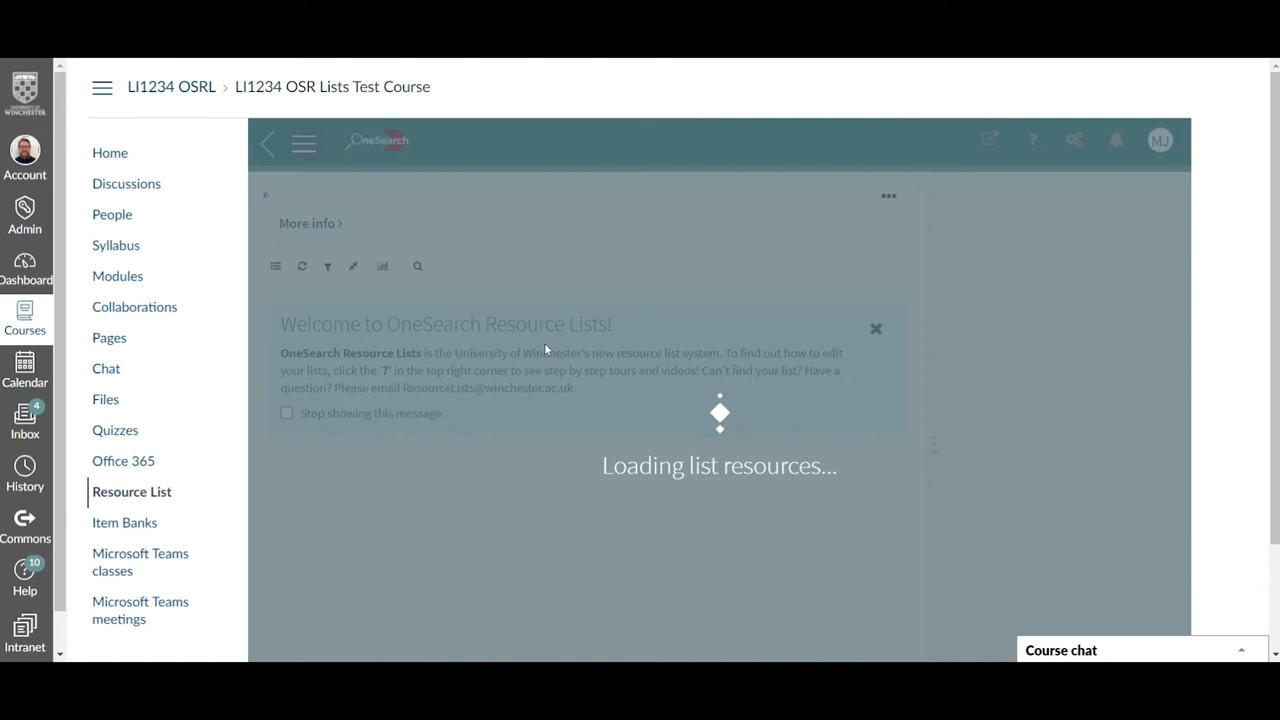 UNIVERSITY OF
WINCHESTER
LI1234 OSRL › LI1234 OSR Lists Test Course
Account
Admin
Dashboard
Courses
Calendar
4
Inbox
History
Commons
10
Help
Intranet
Home
Discussions
People
Syllabus
Modules
Collaborations
Pages
Chat
Files
Quizzes
Office 365
Resource List
Item Banks
Microsoft Teams
classes
Microsoft Teams
meetings
OneSearch
?
MJ
More info >
Welcome to OneSearch Resource Lists!
OneSearch Resource Lists is the University of Winchester's new resource list system. To find out how to edit
your lists, click the '?' in the top right corner to see step by step tours and videos! Can't find your list? Have a
question? Please email ResourceLists@winchester.ac.uk
Stop showing this message
Loading list resources...
Course chat